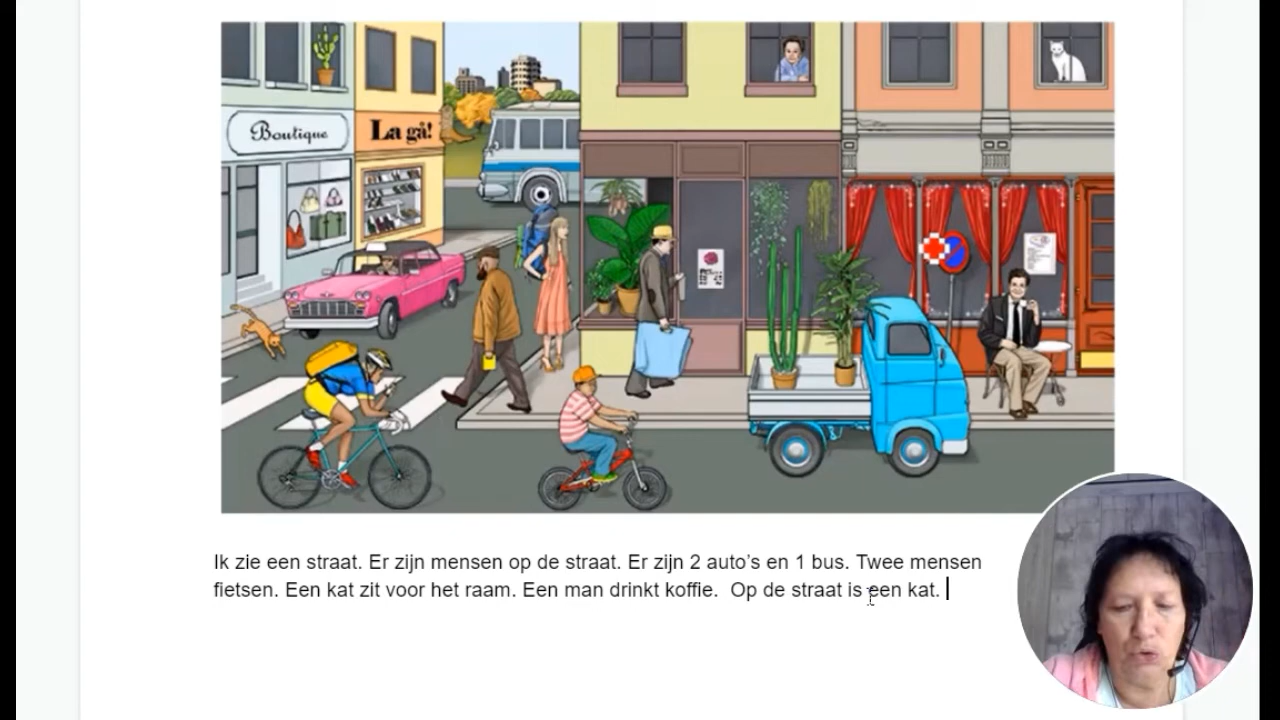 Boutique
La gå!
Ik zie een straat. Er zijn mensen op de straat. Er zijn 2 auto's en 1 bus. Twee mensen
fietsen. Een kat zit voor het raam. Een man drinkt koffie.  Op de straat is een kat.